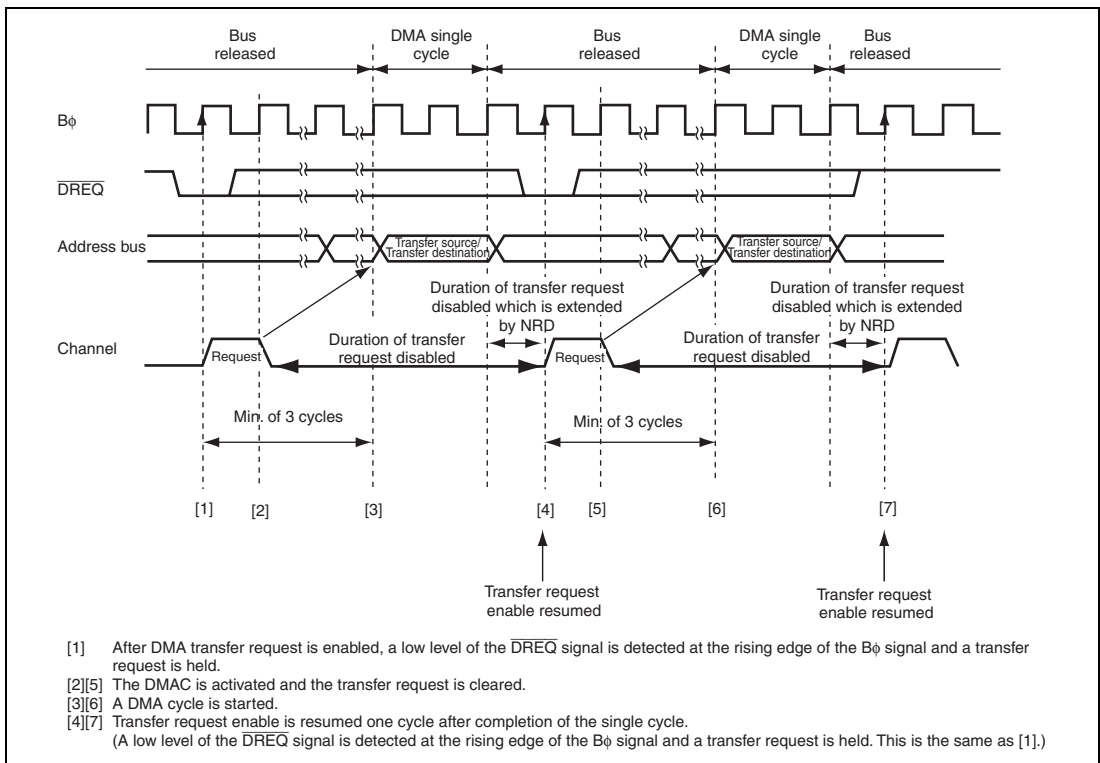 Bus released
DMA single cycle
Bus released
DMA single cycle
Bus released
Bϕ
DREQ
Address bus
Transfer source/
Transfer destination
Transfer source/
Transfer destination
Duration of transfer request
disabled which is extended
by NRD
Duration of transfer request
disabled which is extended
by NRD
Channel
Request
Duration of transfer
request disabled
Request
Duration of transfer
request disabled
Min. of 3 cycles
Min. of 3 cycles
[1] [2] [3] [4] [5] [6] [7]
Transfer request
enable resumed
Transfer request
enable resumed
[1] After DMA transfer request is enabled, a low level of the DREQ signal is detected at the rising edge of the Bϕ signal and a transfer
request is held.
[2][5] The DMAC is activated and the transfer request is cleared.
[3][6] A DMA cycle is started.
[4][7] Transfer request enable is resumed one cycle after completion of the single cycle.
(A low level of the DREQ signal is detected at the rising edge of the Bϕ signal and a transfer request is held. This is the same as [1].)